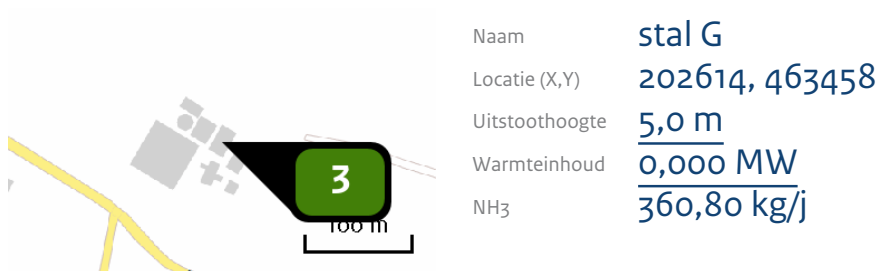 3
100 m
Naam stal G
Locatie (X,Y) 202614, 463458
Uitstoothoogte 5,0 m
Warmteinhoud 0,000 MW
NH3 360,80 kg/j